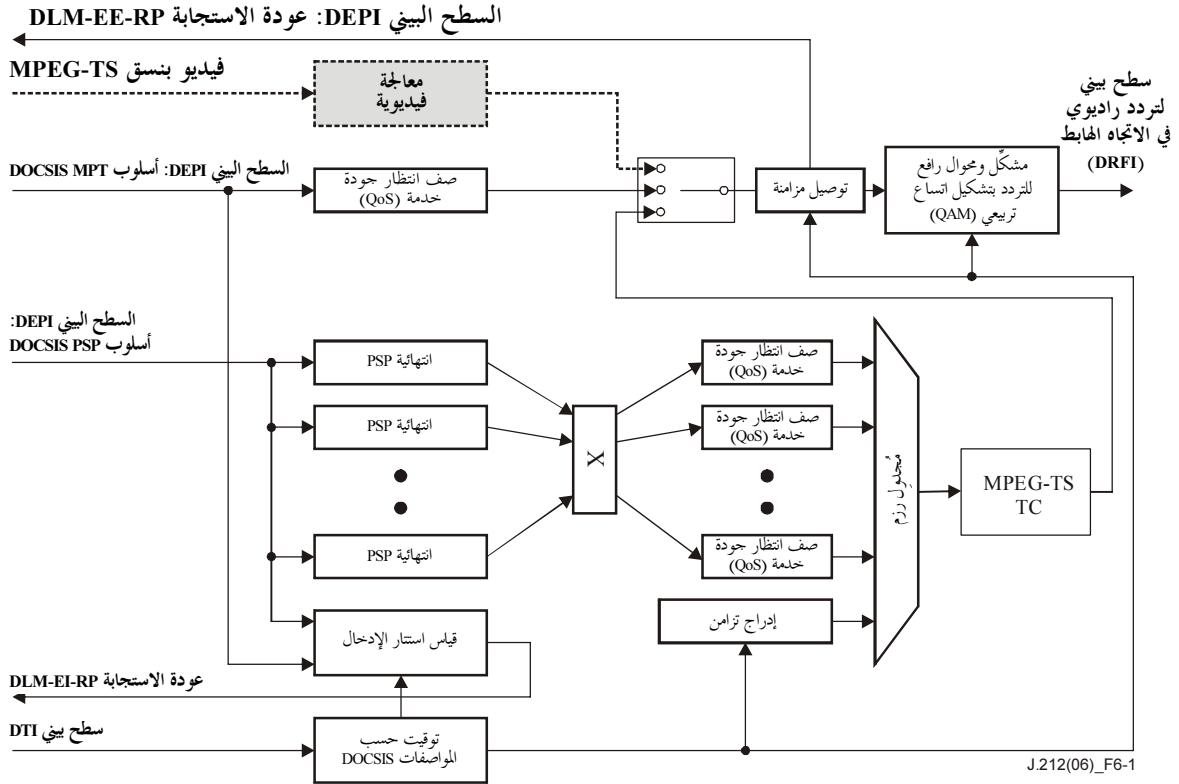 السطح البيني DEPI: عودة الاستجابة DLM-EE-RP
فيديو بنسق MPEG-TS
معالجة
فيديوية
سطح بيني
لتردد راديوي
في الاتجاه الهابط
(DRFI)
السطح البيني DEPI: أسلوب DOCSIS MPT
صف انتظار جودة
خدمة (QoS)
توصيل مزامنة
مشكِّل ومحوال رافع
للتردد بتشكيل اتساع
تربيعي (QAM)
السطح البيني DEPI:
أسلوب DOCSIS PSP
انتهائية PSP
صف انتظار جودة
خدمة (QoS)
انتهائية PSP
صف انتظار جودة
خدمة (QoS)
X
مُجدول رزم
MPEG-TS
TC
انتهائية PSP
صف انتظار جودة
خدمة (QoS)
إدراج تزامن
قياس استتار الإدخال
عودة الاستجابة DLM-EI-RP
سطح بيني DTI
توقيت حسب
المواصفات DOCSIS
J.212(06)_F6-1